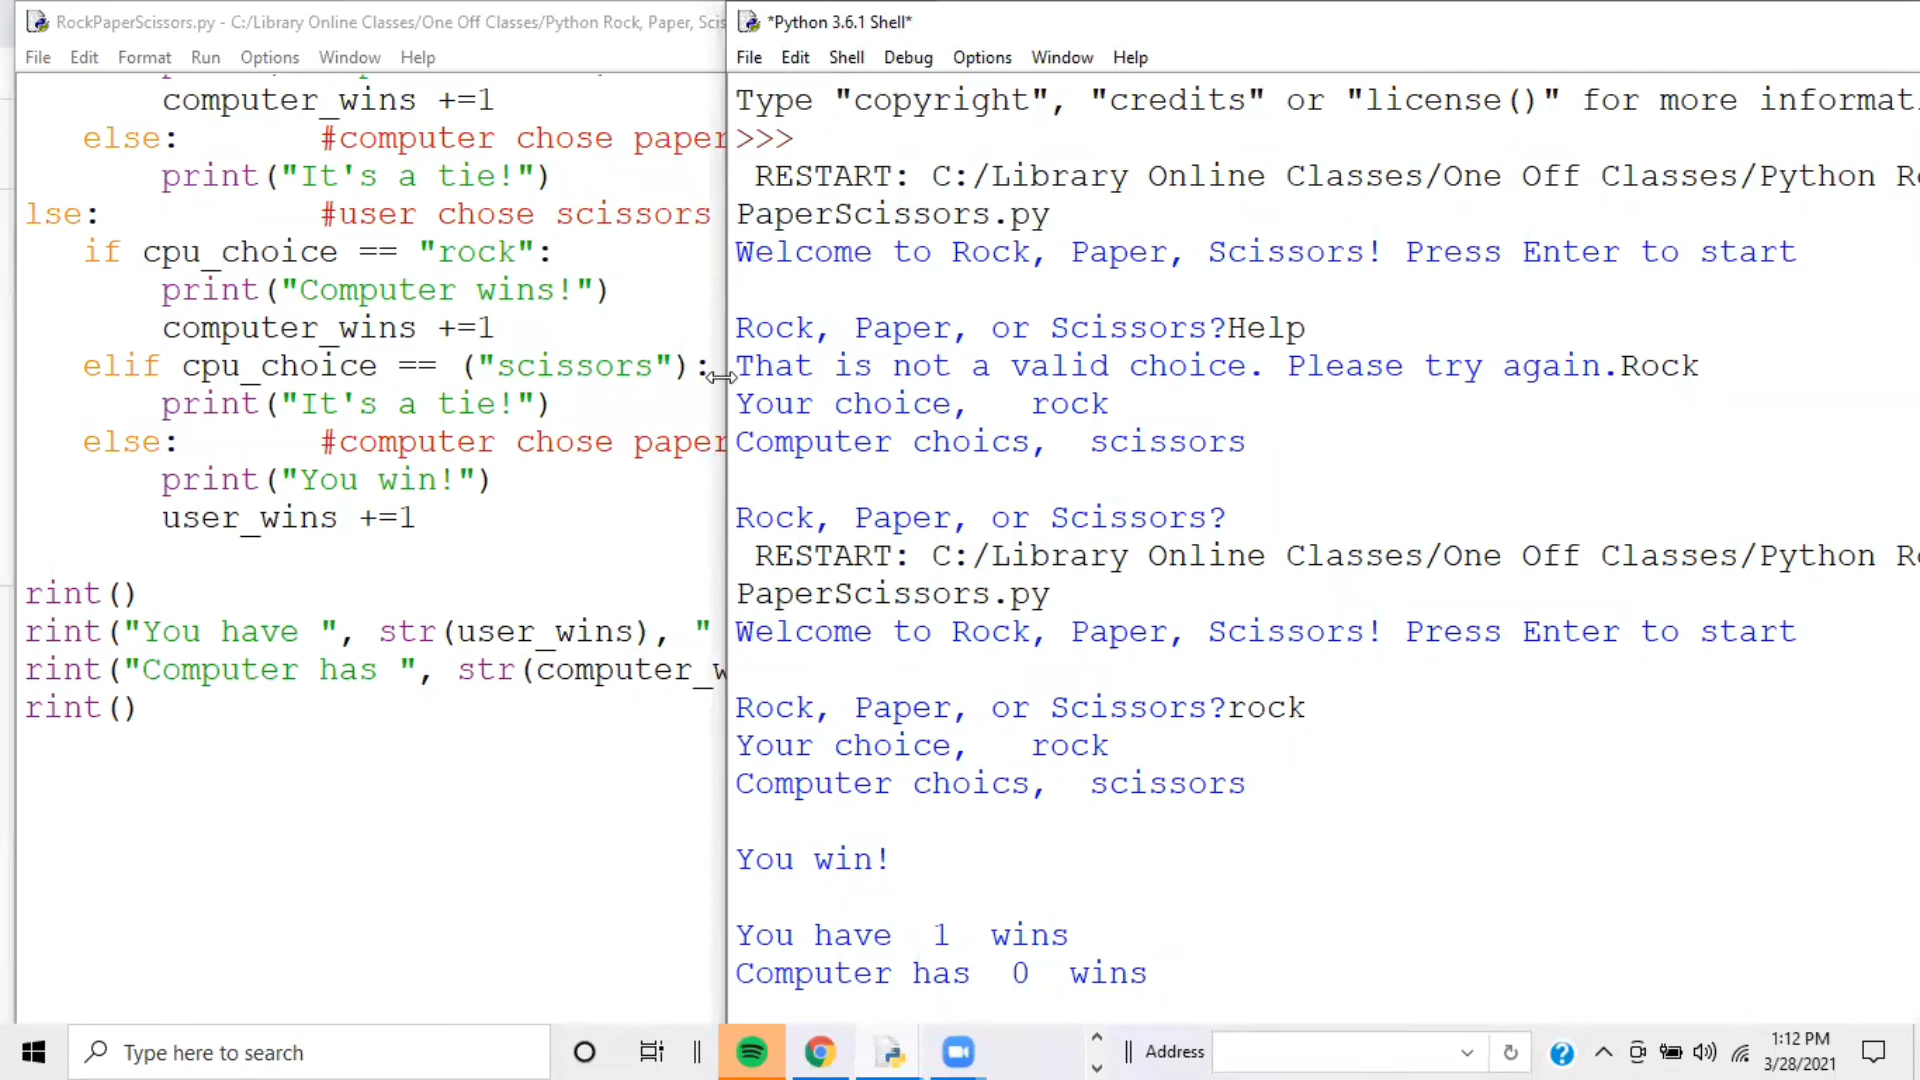 RockPaperScissors.py - C:/Library Online Classes/One Off Classes/Python Rock, Paper, Scis
File Edit Format Run Options Window Help
computer_wins +=1
else: #computer chose paper
print("It's a tie!")
lse: #user chose scissors
if cpu_choice == "rock":
print("Computer wins!")
computer_wins +=1
elif cpu_choice == ("scissors"):
print("It's a tie!")
else: #computer chose paper
print("You win!")
user_wins +=1
rint()
rint("You have ", str(user_wins), "
rint("Computer has ", str(computer_w
rint()
*Python 3.6.1 Shell*
File Edit Shell Debug Options Window Help
Type "copyright", "credits" or "license()" for more informat
>>>
RESTART: C:/Library Online Classes/One Off Classes/Python Ro
PaperScissors.py
Welcome to Rock, Paper, Scissors! Press Enter to start
Rock, Paper, or Scissors?Help
That is not a valid choice. Please try again.Rock
Your choice,   rock
Computer choics,  scissors
Rock, Paper, or Scissors?
RESTART: C:/Library Online Classes/One Off Classes/Python Ro
PaperScissors.py
Welcome to Rock, Paper, Scissors! Press Enter to start
Rock, Paper, or Scissors?rock
Your choice,   rock
Computer choics,  scissors
You win!
You have  1  wins
Computer has  0  wins
Type here to search
Address
1:12 PM
3/28/2021